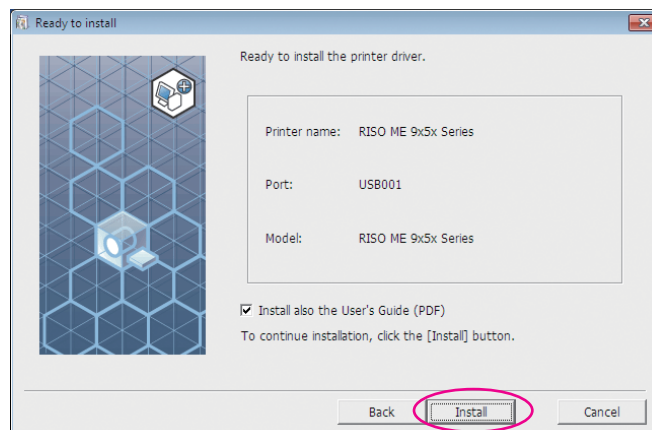 Ready to install
Ready to install the printer driver.
Printer name: RISO ME 9x5x Series
Port: USB001
Model: RISO ME 9x5x Series
Install also the User's Guide (PDF)
To continue installation, click the [Install] button.
Back Install Cancel